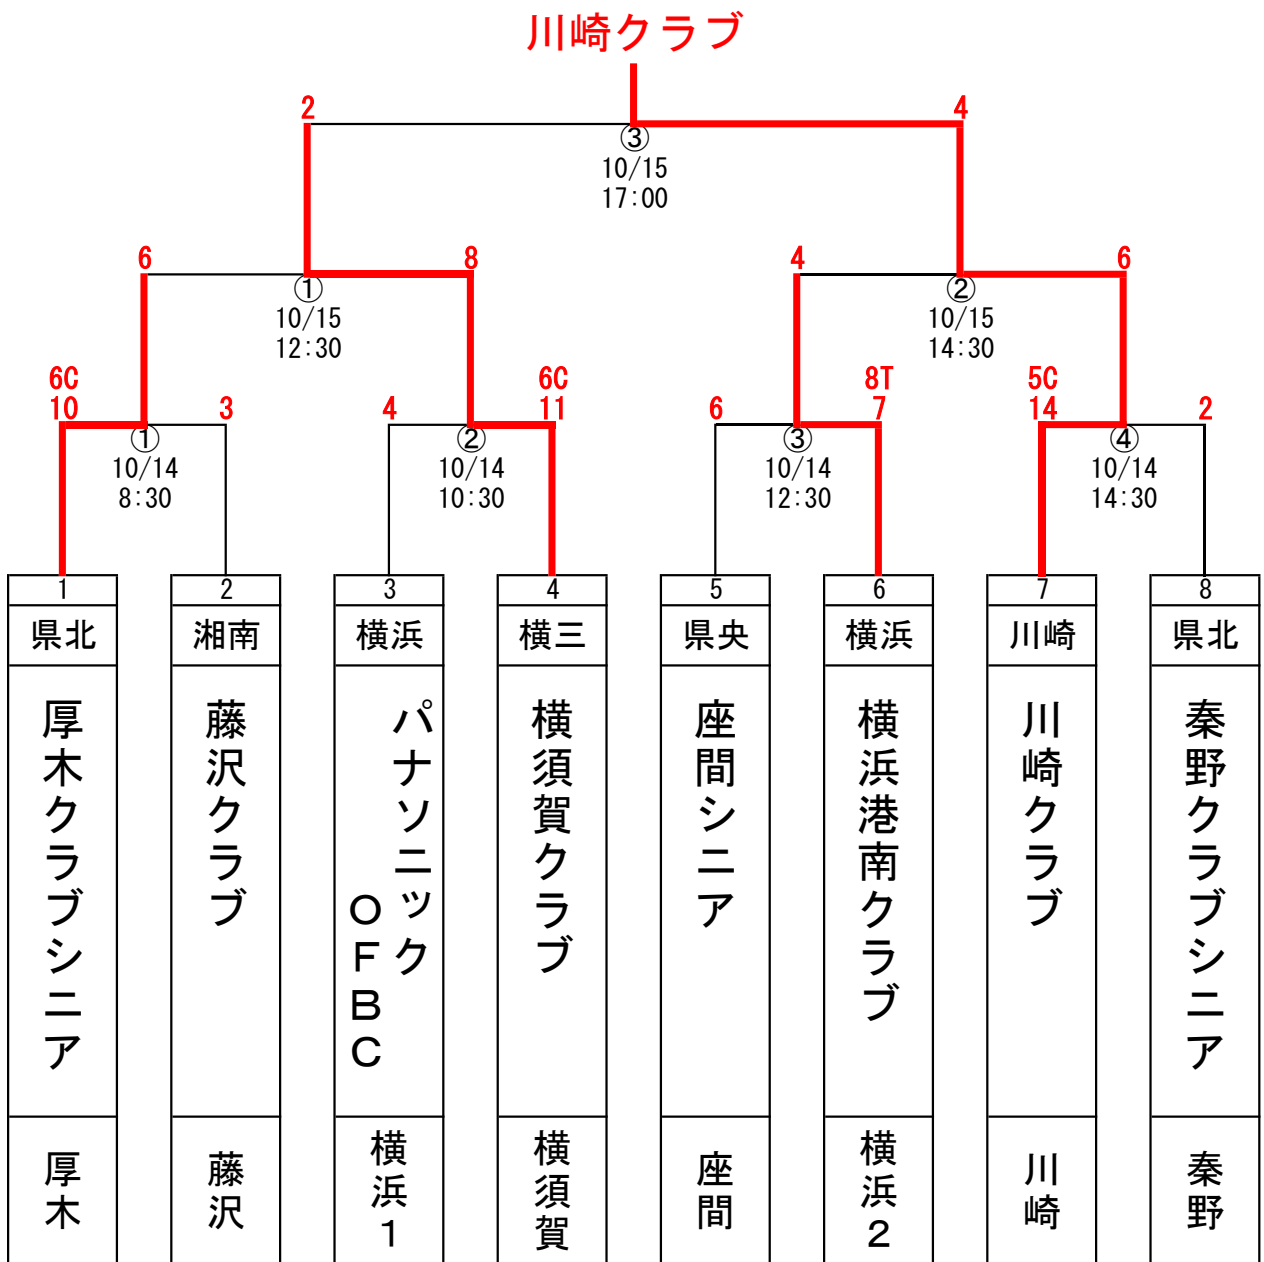 川崎クラブ
2
4
③
10/15
17:00
6
8
4
6
①
10/15
12:30
②
10/15
14:30
6C
10
3
4
6C
11
6
8T
7
5C
14
2
①
10/14
8:30
②
10/14
10:30
③
10/14
12:30
④
10/14
14:30
1
2
3
4
5
6
7
8
県北
湘南
横浜
横三
県央
横浜
川崎
県北
厚木クラブシニア
藤沢クラブ
パナソニック
OFBC
横須賀クラブ
座間シニア
横浜港南クラブ
川崎クラブ
秦野クラブシニア
厚木
藤沢
横浜1
横須賀
座間
横浜2
川崎
秦野